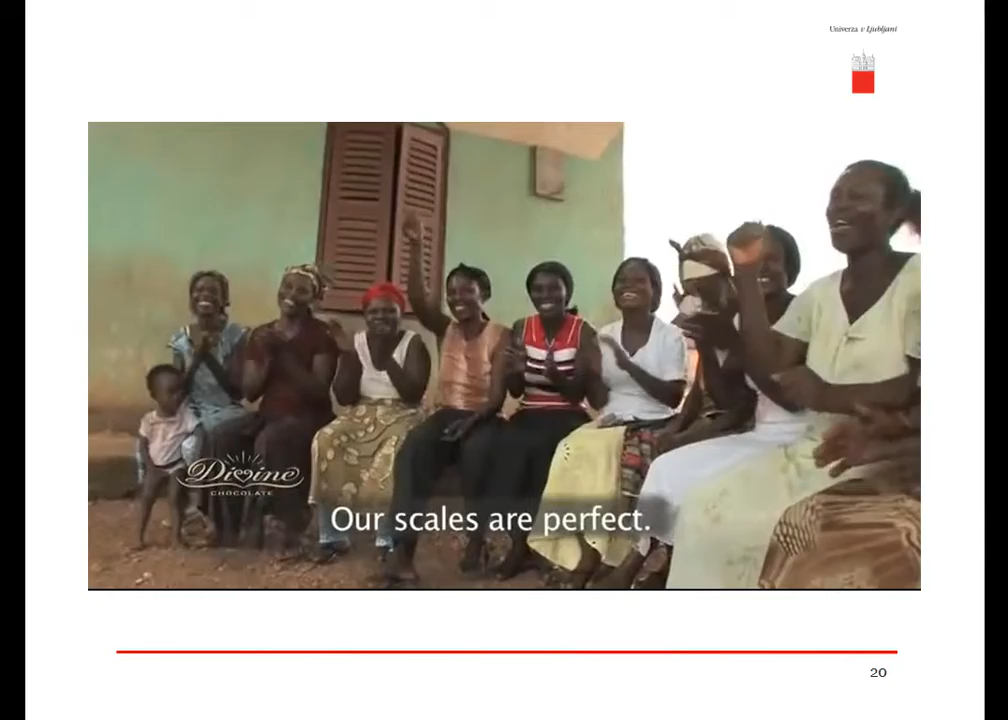 Univerza v Ljubljani
Divine
CHOCOLATE
Our scales are perfect.
20